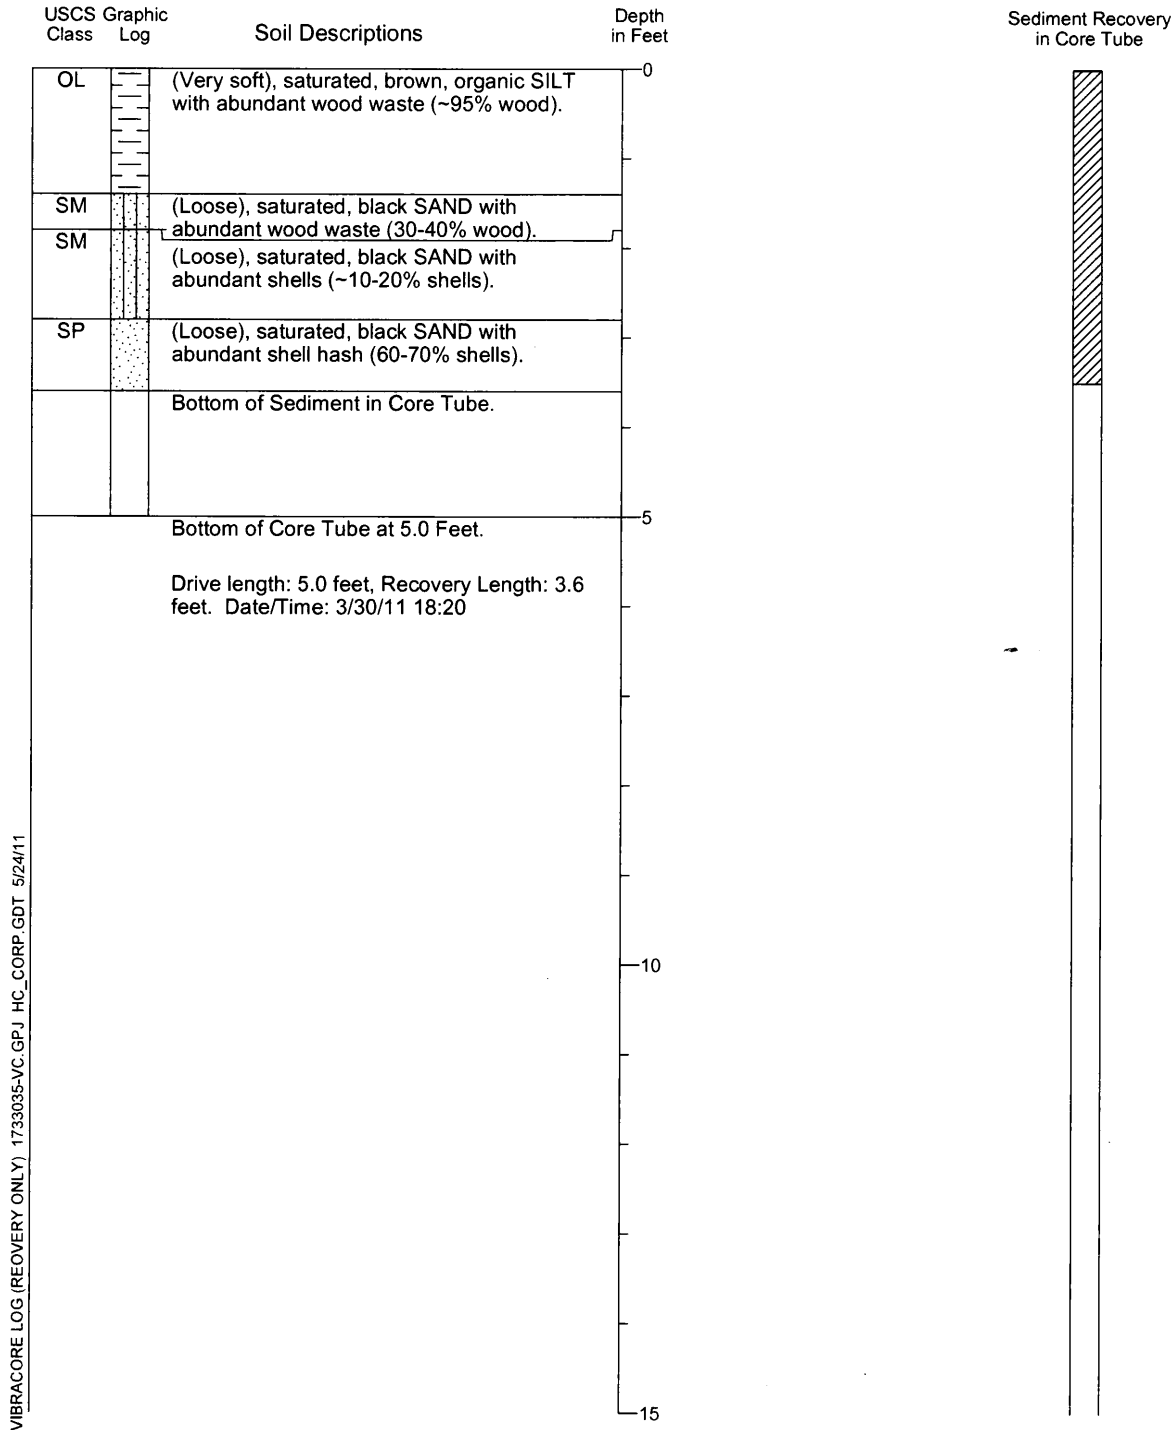 USCS Graphic
Class Log
Soil Descriptions
Depth
in Feet
Sediment Recovery
in Core Tube
0
OL
(Very soft), saturated, brown, organic SILT
with abundant wood waste (~95% wood).
SM
(Loose), saturated, black SAND with
abundant wood waste (30-40% wood).
SM
(Loose), saturated, black SAND with
abundant shells (~10-20% shells).
SP
(Loose), saturated, black SAND with
abundant shell hash (60-70% shells).
Bottom of Sediment in Core Tube.
5
Bottom of Core Tube at 5.0 Feet.
Drive length: 5.0 feet, Recovery Length: 3.6
feet. Date/Time: 3/30/11 18:20
10
15
VIBRACORE LOG (REOVERY ONLY) 1733035-VC.GPJ HC_CORP.GDT 5/24/11